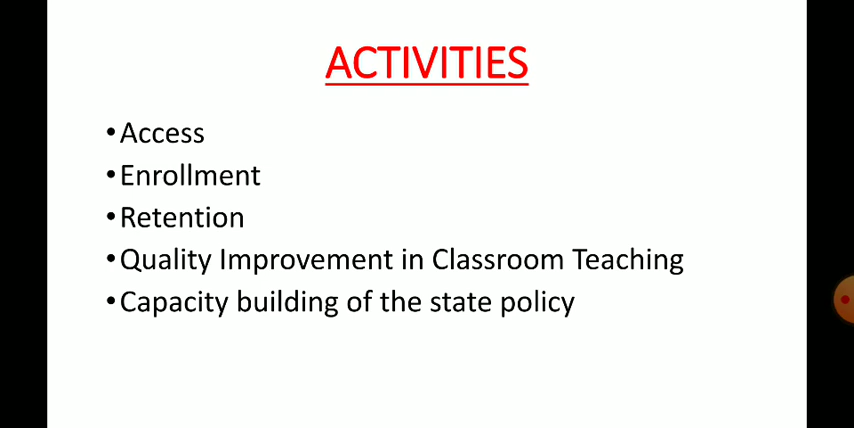 ACTIVITIES
•Access
•Enrollment
•Retention
•Quality Improvement in Classroom Teaching
•Capacity building of the state policy